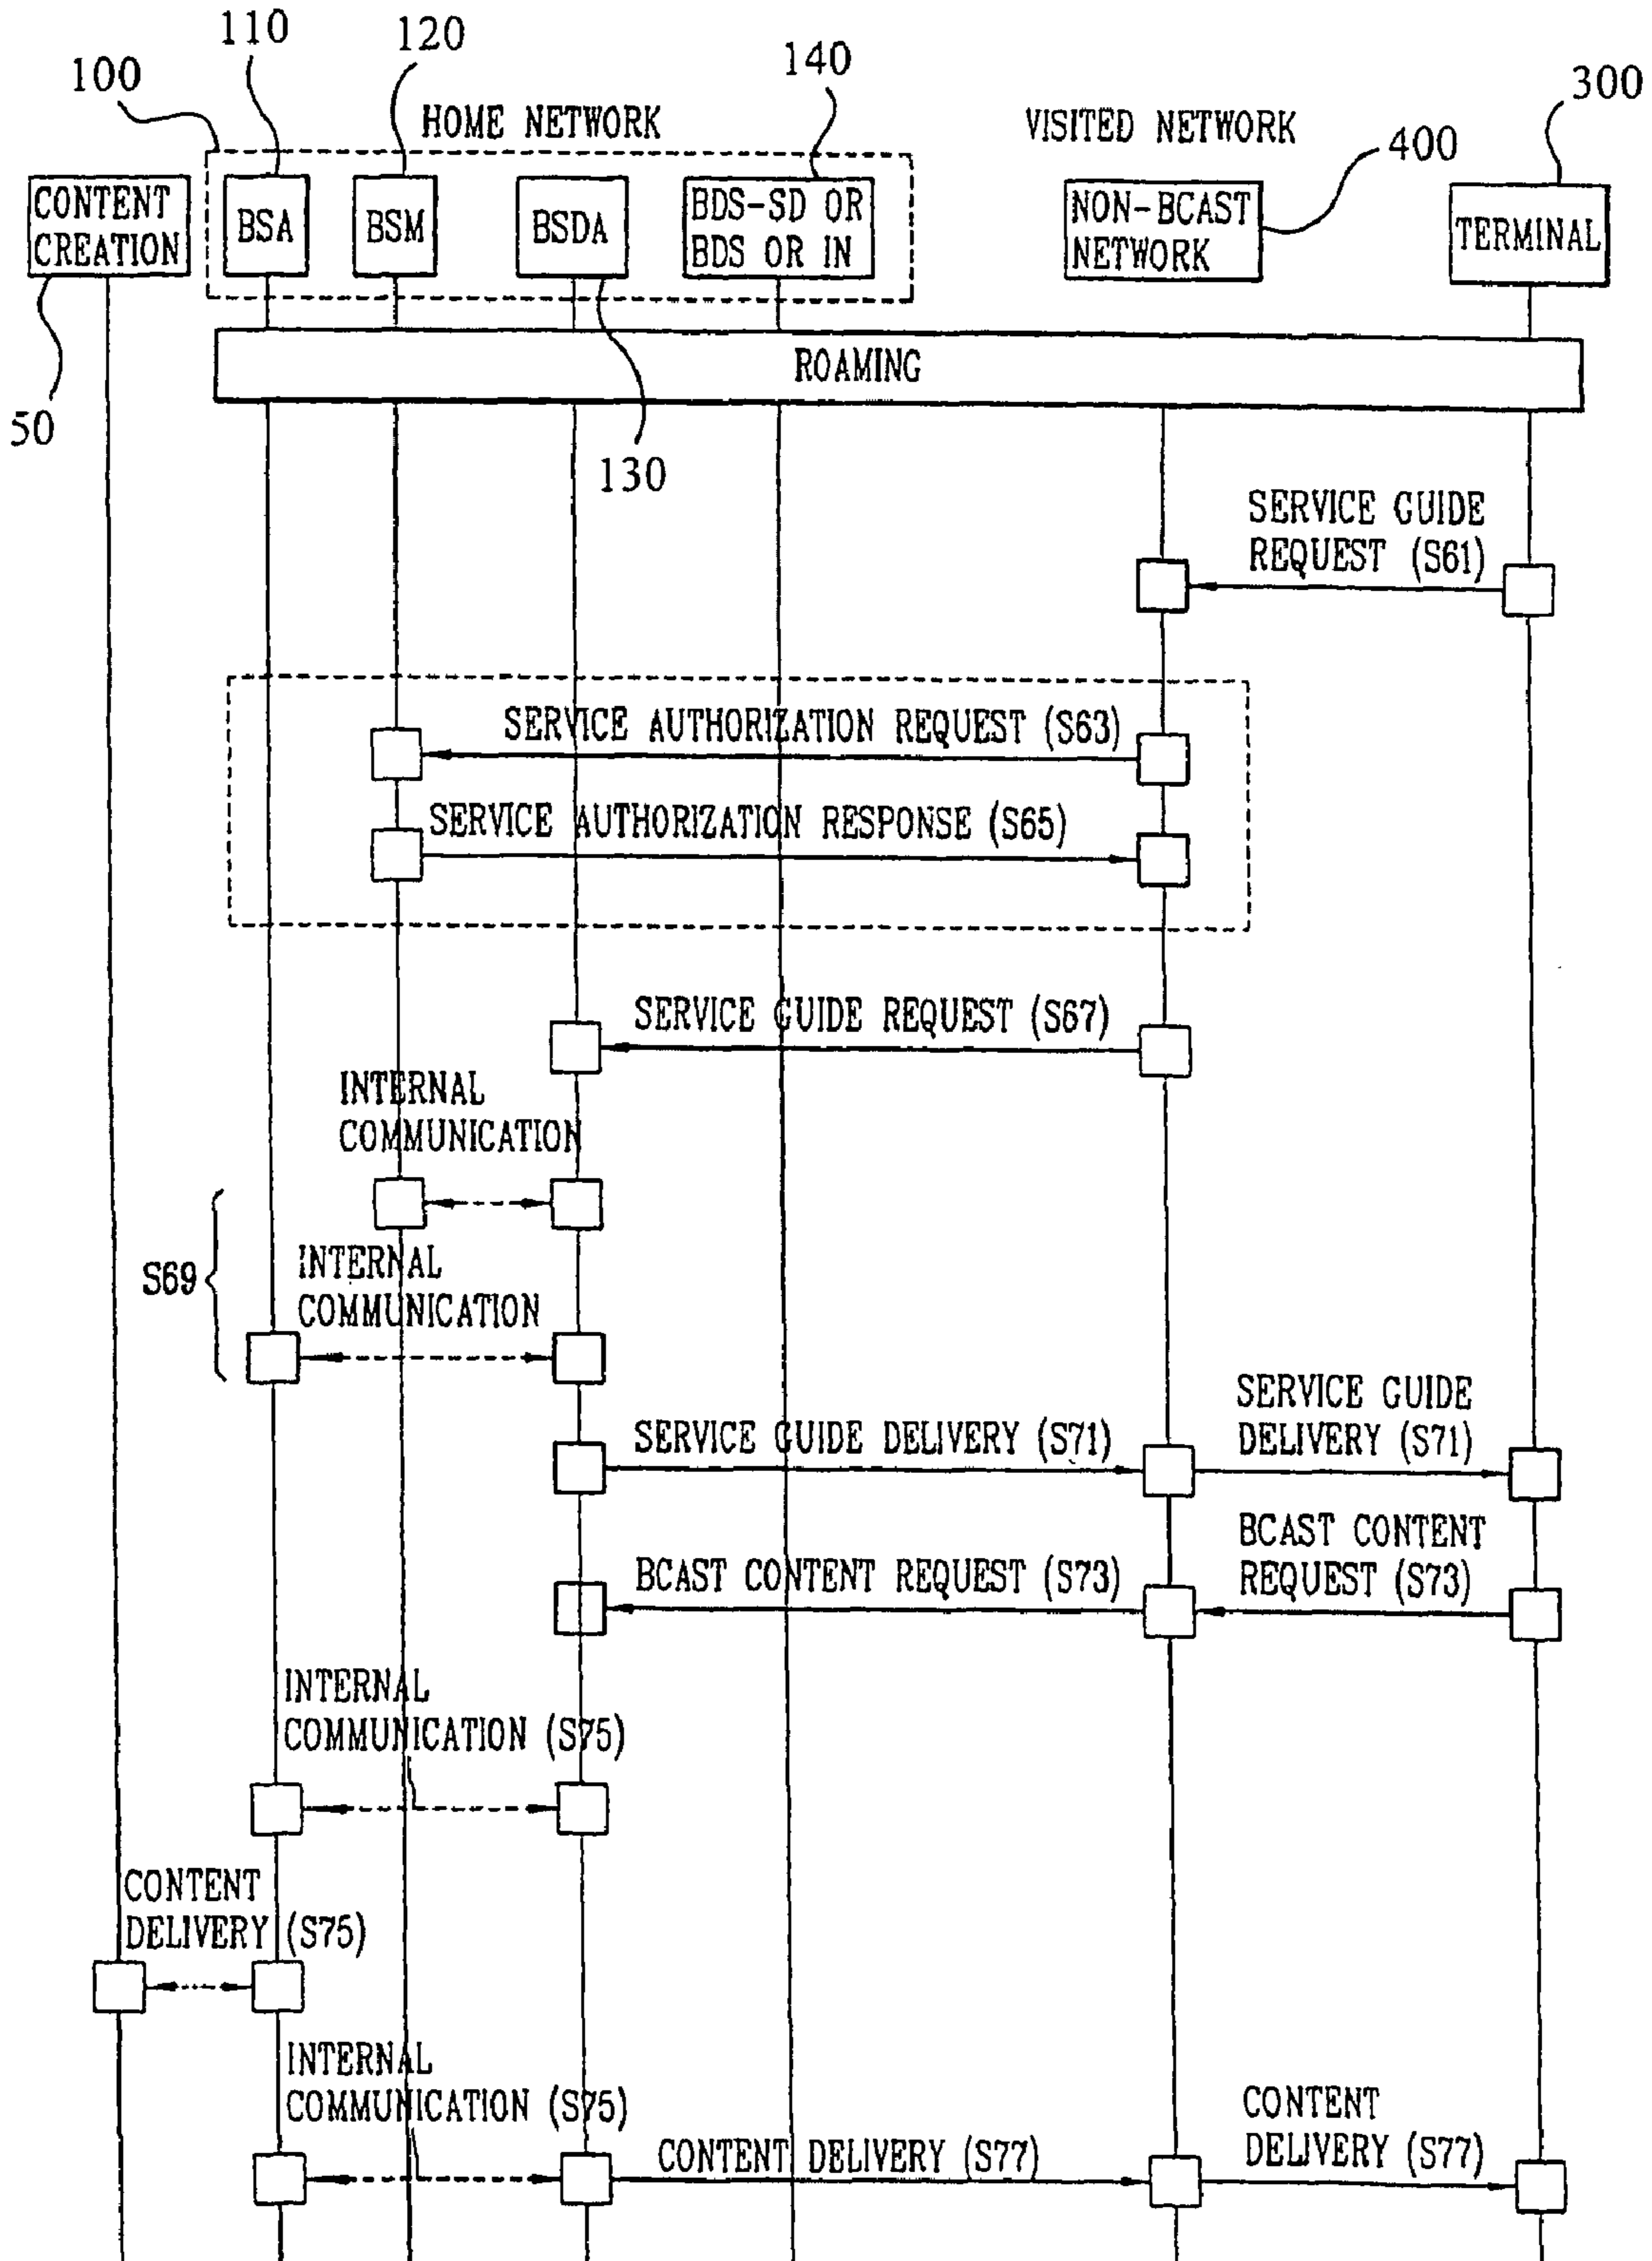 110
120
100
140
300
HOME NETWORK
VISITED NETWORK
400
CONTENT
CREATION
BSA
BSM
BSDA
BDS-SD OR
BDS OR IN
NON-BCAST
NETWORK
TERMINAL
ROAMING
50
130
SERVICE GUIDE
REQUEST (S61)
SERVICE AUTHORIZATION REQUEST (S63)
SERVICE AUTHORIZATION RESPONSE (S65)
SERVICE GUIDE REQUEST (S67)
INTERNAL
COMMUNICATION
S69
INTERNAL
COMMUNICATION
SERVICE GUIDE DELIVERY (S71)
SERVICE GUIDE
DELIVERY (S71)
BCAST CONTENT REQUEST (S73)
BCAST CONTENT
REQUEST (S73)
INTERNAL
COMMUNICATION (S75)
CONTENT
DELIVERY (S75)
INTERNAL
COMMUNICATION (S75)
CONTENT DELIVERY (S77)
CONTENT
DELIVERY (S77)